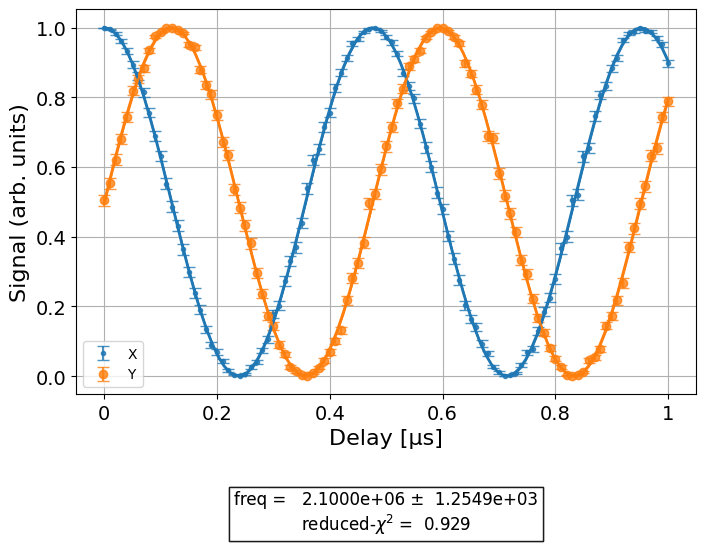 Signal (arb. units)
1.0
0.8
0.6
0.4
0.2
0.0
X
Y
0
0.2
0.4
0.6
0.8
1
Delay [μs]
freq = 2.1000e+06 ± 1.2549e+03
reduced-χ² = 0.929